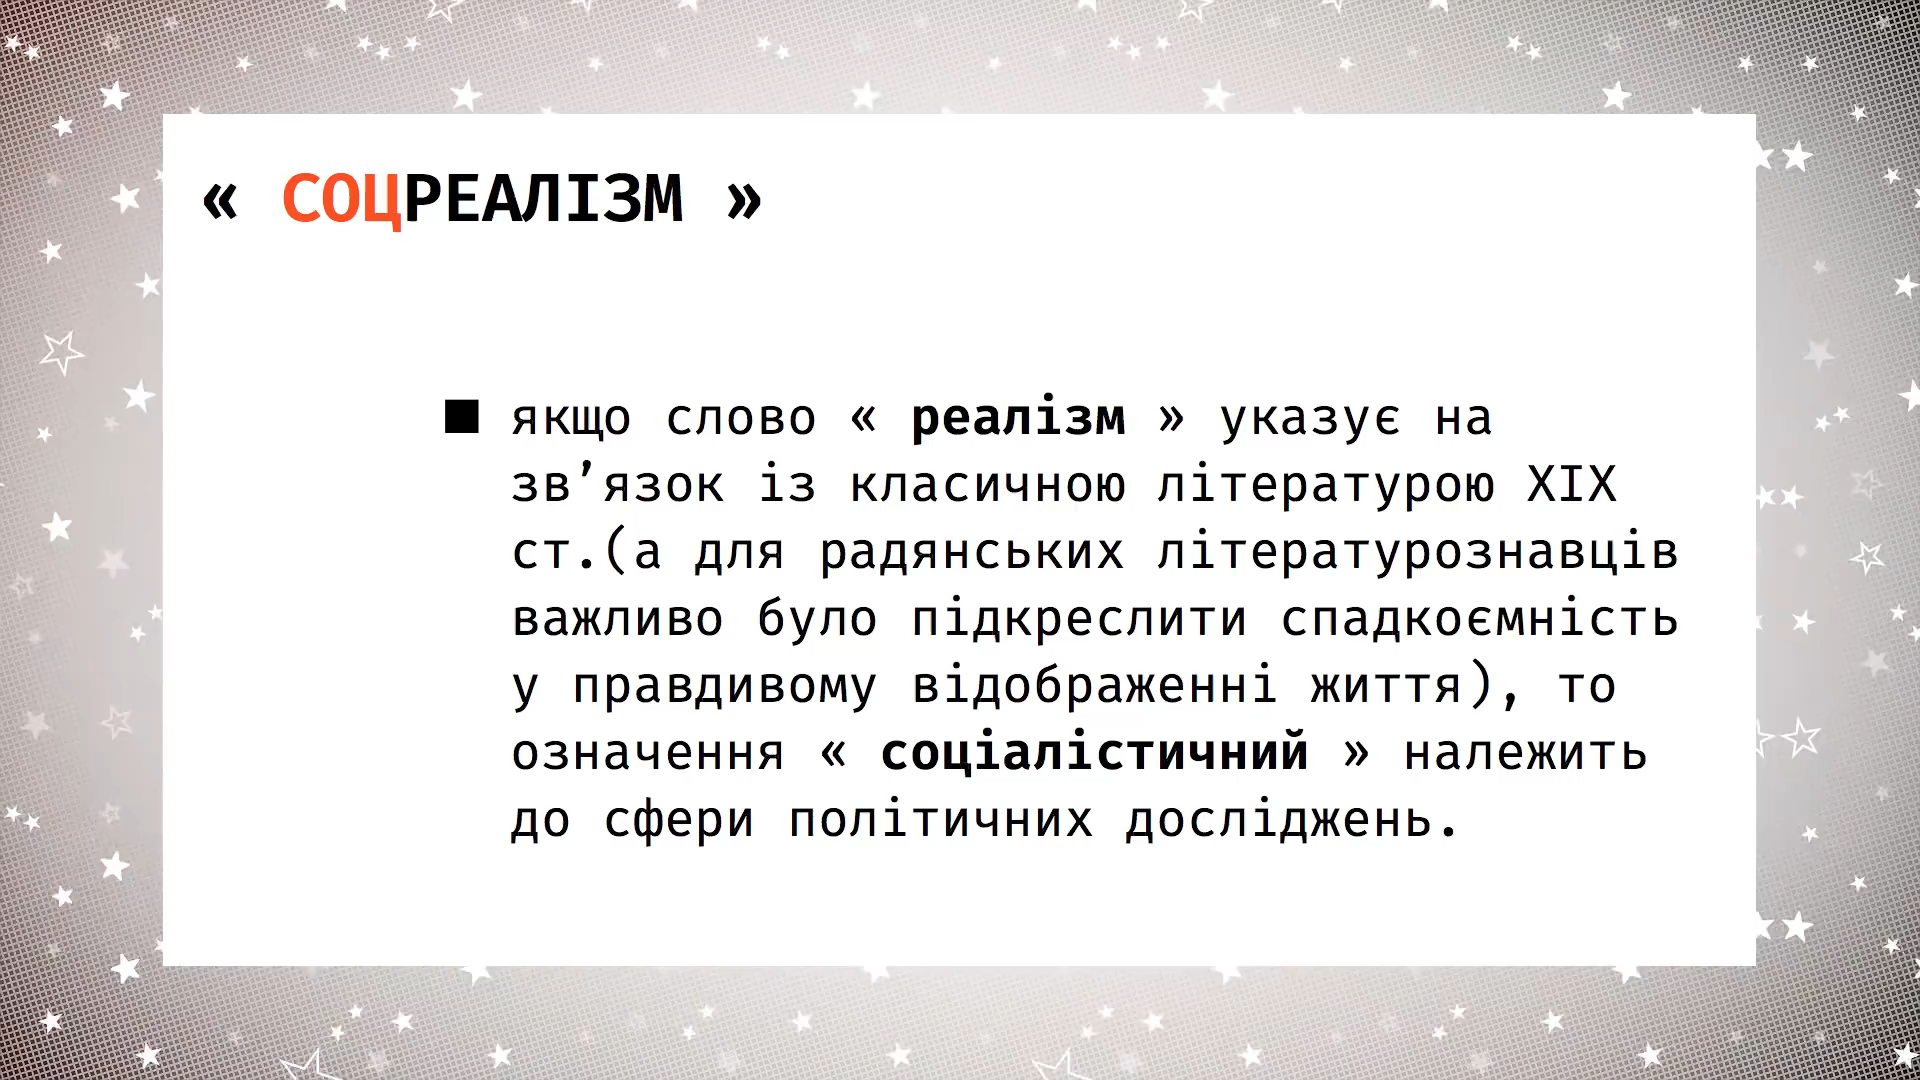 « СОЦРЕАЛІЗМ »
■ якщо слово « реалізм » указує на
зв’язок із класичною літературою XIX
ст.(а для радянських літературознавців
важливо було підкреслити спадкоємність
у правдивому відображенні життя), то
означення « соціалістичний » належить
до сфери політичних досліджень.